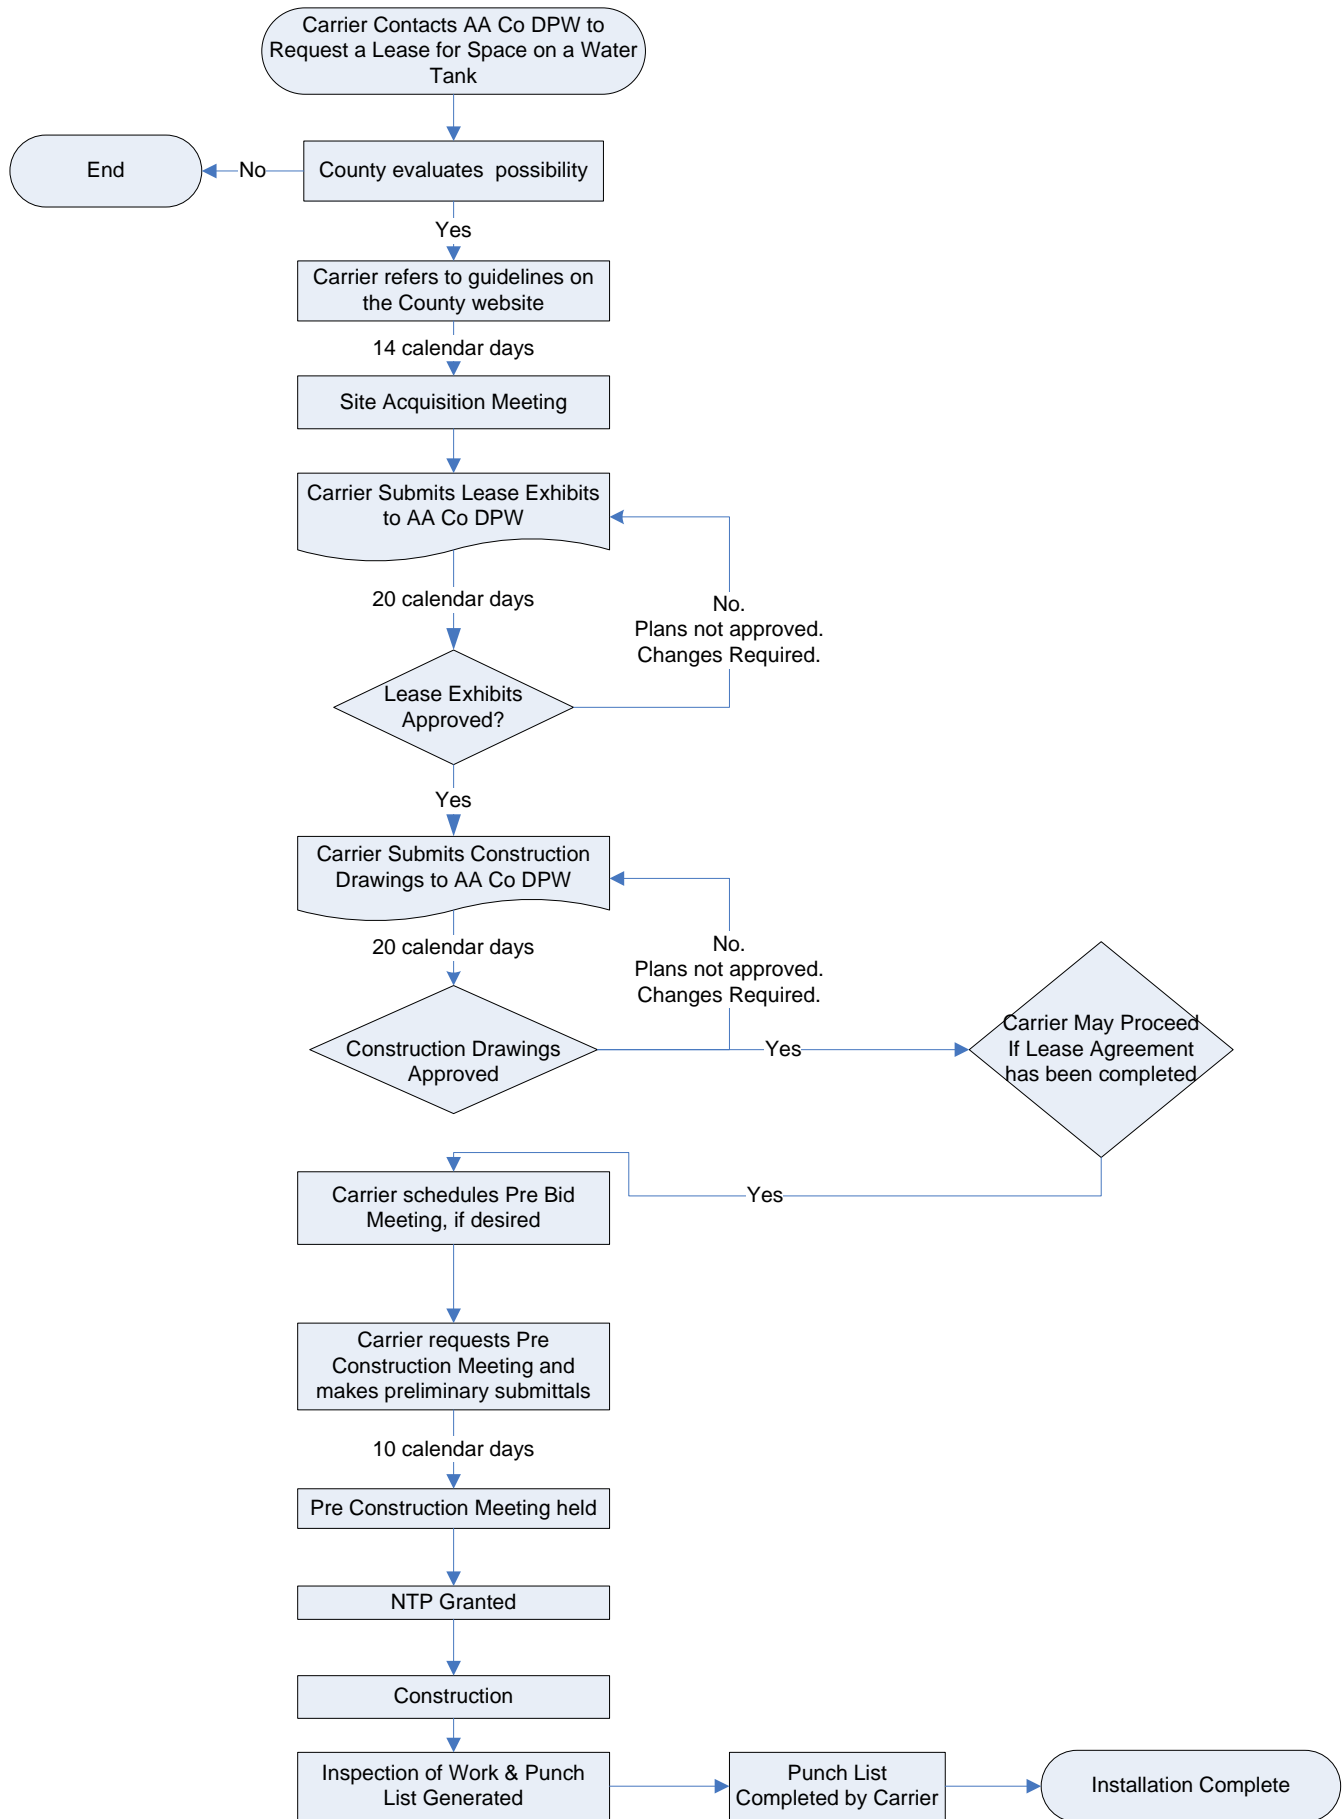 Carrier Contacts AA Co DPW to
Request a Lease for Space on a Water
Tank
End
No
County evaluates  possibility
Yes
Carrier refers to guidelines on
the County website
14 calendar days
Site Acquisition Meeting
Carrier Submits Lease Exhibits
to AA Co DPW
20 calendar days
No.
Plans not approved.
Changes Required.
Lease Exhibits
Approved?
Yes
Carrier Submits Construction
Drawings to AA Co DPW
20 calendar days
No.
Plans not approved.
Changes Required.
Construction Drawings
Approved
Yes
Carrier May Proceed
If Lease Agreement
has been completed
Yes
Carrier schedules Pre Bid
Meeting, if desired
Carrier requests Pre
Construction Meeting and
makes preliminary submittals
10 calendar days
Pre Construction Meeting held
NTP Granted
Construction
Inspection of Work & Punch
List Generated
Punch List
Completed by Carrier
Installation Complete